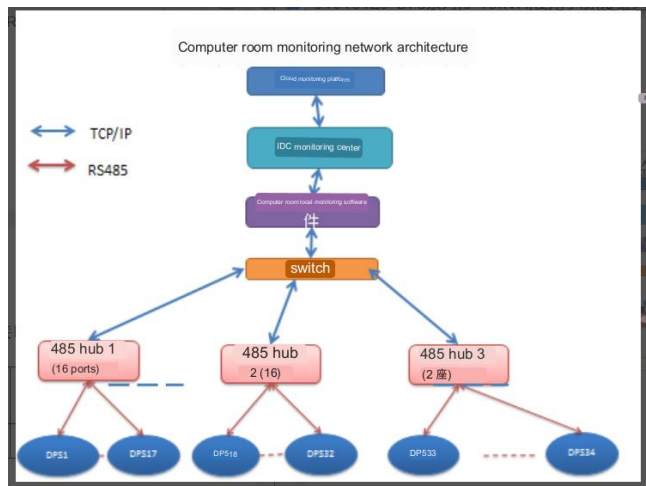 Computer room monitoring network architecture
Cloud monitoring platform
TCP/IP
IDC monitoring center
RS485
Computer room local monitoring software
件
switch
485 hub 1
(16 ports)
485 hub
2 (16)
485 hub 3
(2 座)
DPS1
DPS17
DPS18
DPS32
DPS33
DPS34